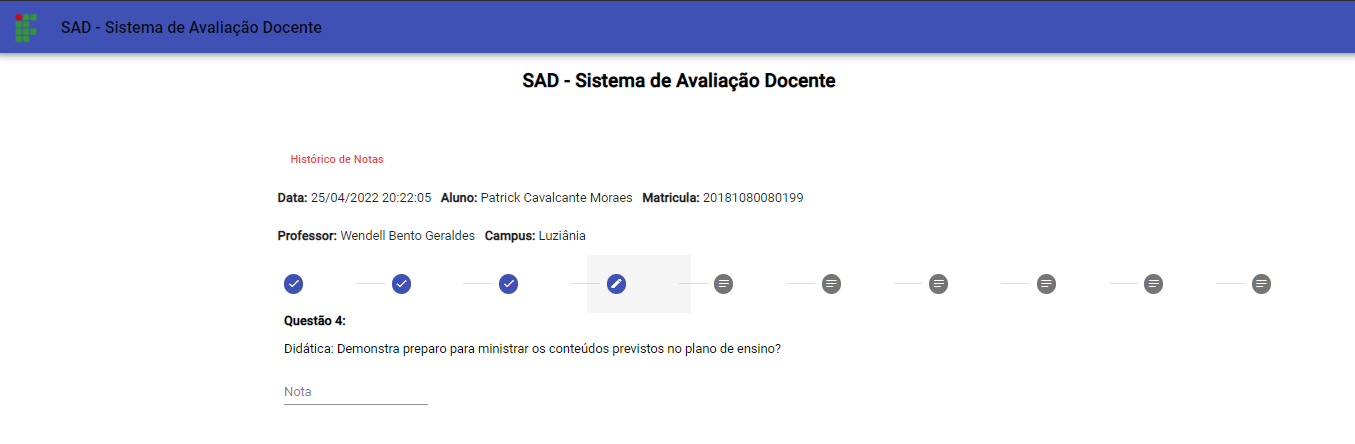 SAD - Sistema de Avaliação Docente
SAD - Sistema de Avaliação Docente
Histórico de Notas
Data: 25/04/2022 20:22:05 Aluno: Patrick Cavalcante Moraes Matricula: 20181080080199
Professor: Wendell Bento Geraldes Campus: Luziânia
Questão 4:
Didática: Demonstra preparo para ministrar os conteúdos previstos no plano de ensino?
Nota